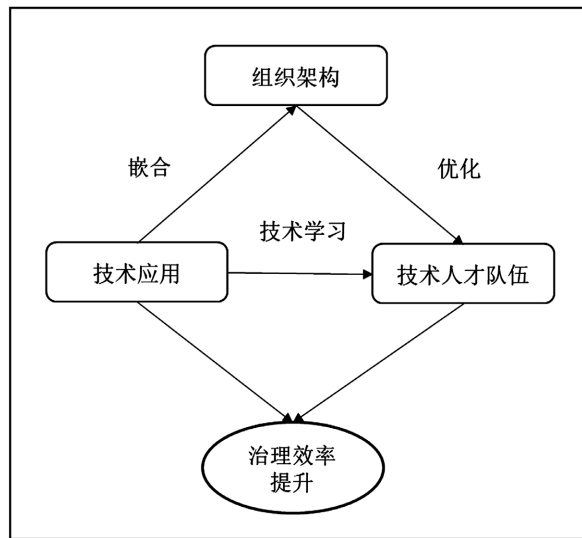 组织架构
嵌合
优化
技术学习
技术应用
技术人才队伍
治理效率
提升